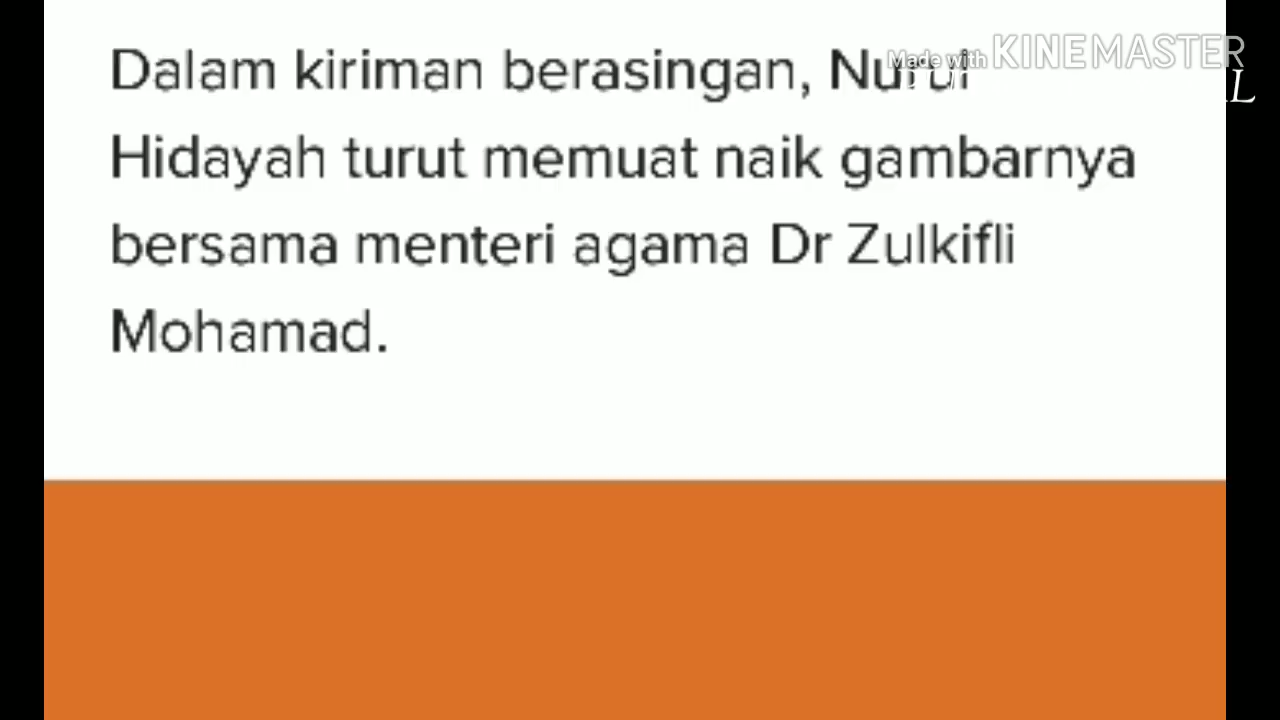 Made with KINEMASTER
Dalam kiriman berasingan, Nurul
Hidayah turut memuat naik gambarnya
bersama menteri agama Dr Zulkifli
Mohamad.